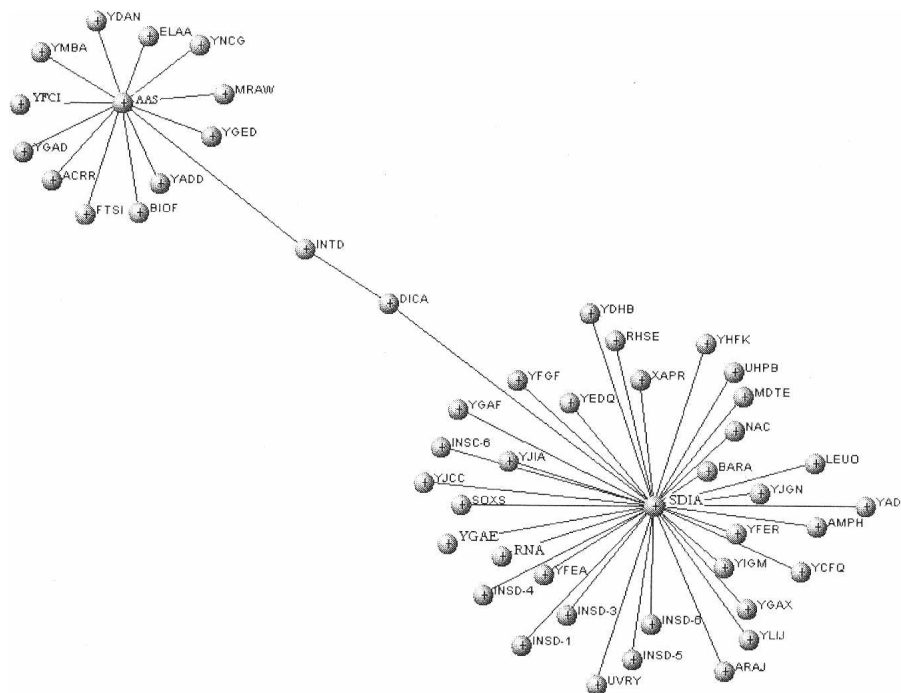 YDAN
ELAA
YNCG
YMBA
MRAW
YFCI
AAS
YGED
YGAD
ACRR
YADD
FTSI
BIOF
INTD
DICA
YDHB
RHSE
YHFK
UHPB
YFGF
XAPR
MDTE
YEDQ
YGAF
NAC
INSC-6
YJIA
BARA
LEUO
YJCC
YJGN
SOXS
SDIA
YAD
AMPH
YGAE
YFER
RNA
YFEA
YIGM
YCFQ
INSD-4
YGAX
INSD-3
INSD-6
YLIJ
INSD-1
INSD-5
ARAJ
UVRY